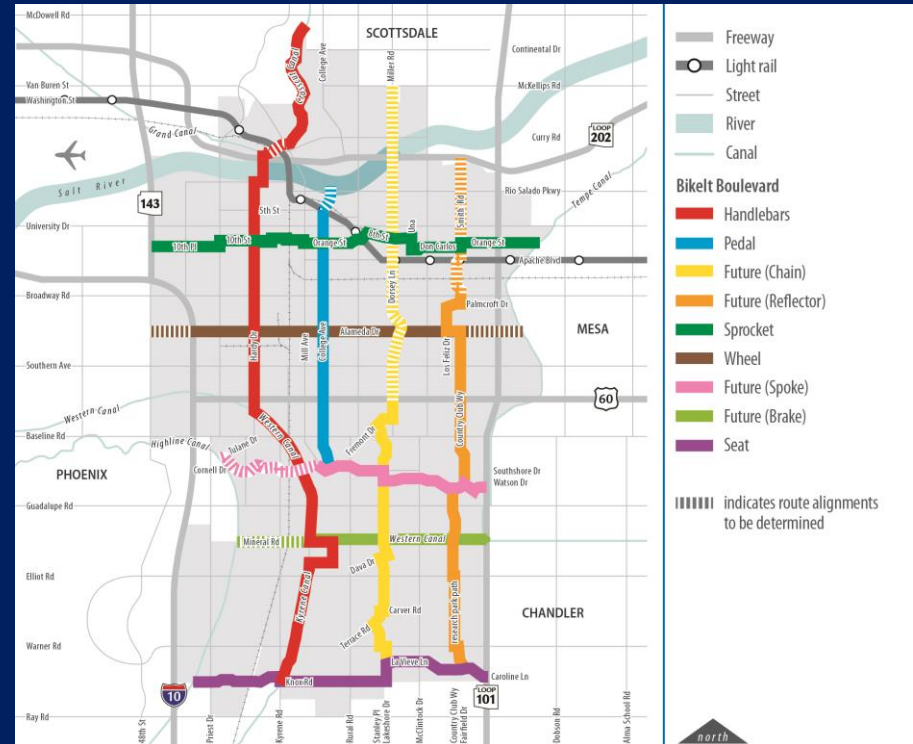 McDowell Rd
SCOTTSDALE
College Ave
Miller Rd
Continental Dr
Crosscut Canal
Van Buren St
McKellips Rd
Washington St
Grand Canal
Curry Rd
LOOP
202
Tempe Canal
Salt River
Rio Salado Pkwy
143
5th St
Smith Rd
University Dr
Una
8th St
10th Pl
10th St
Orange St
Don Carlos
Orange St
Apache Blvd
Dorsey Ln
Broadway Rd
Palmcroft Dr
Hardy Dr
Mill Ave
College Ave
Alameda Dr
Los Feliz Dr
MESA
Southern Ave
Country Club Wy
60
Western Canal
Western Canal
Baseline Rd
Highline Canal
Tulane Dr
Fremont Dr
PHOENIX
Cornell Dr
Southshore Dr
Watson Dr
Guadalupe Rd
Mineral Rd
Western Canal
Dava Dr
Elliot Rd
Kyrene Canal
research park path
CHANDLER
Carver Rd
Terrace Rd
Warner Rd
La Vieve Ln
Knox Rd
Caroline Ln
10
LOOP
101
Ray Rd
48th St
Priest Dr
Kyrene Rd
Rural Rd
Stanley Pl
Lakeshore Dr
McClintock Dr
Country Club Wy
Fairfield Dr
Dobson Rd
Alma School Rd
Freeway
Light rail
Street
River
Canal
BikeIt Boulevard
Handlebars
Pedal
Future (Chain)
Future (Reflector)
Sprocket
Wheel
Future (Spoke)
Future (Brake)
Seat
indicates route alignments
to be determined
north